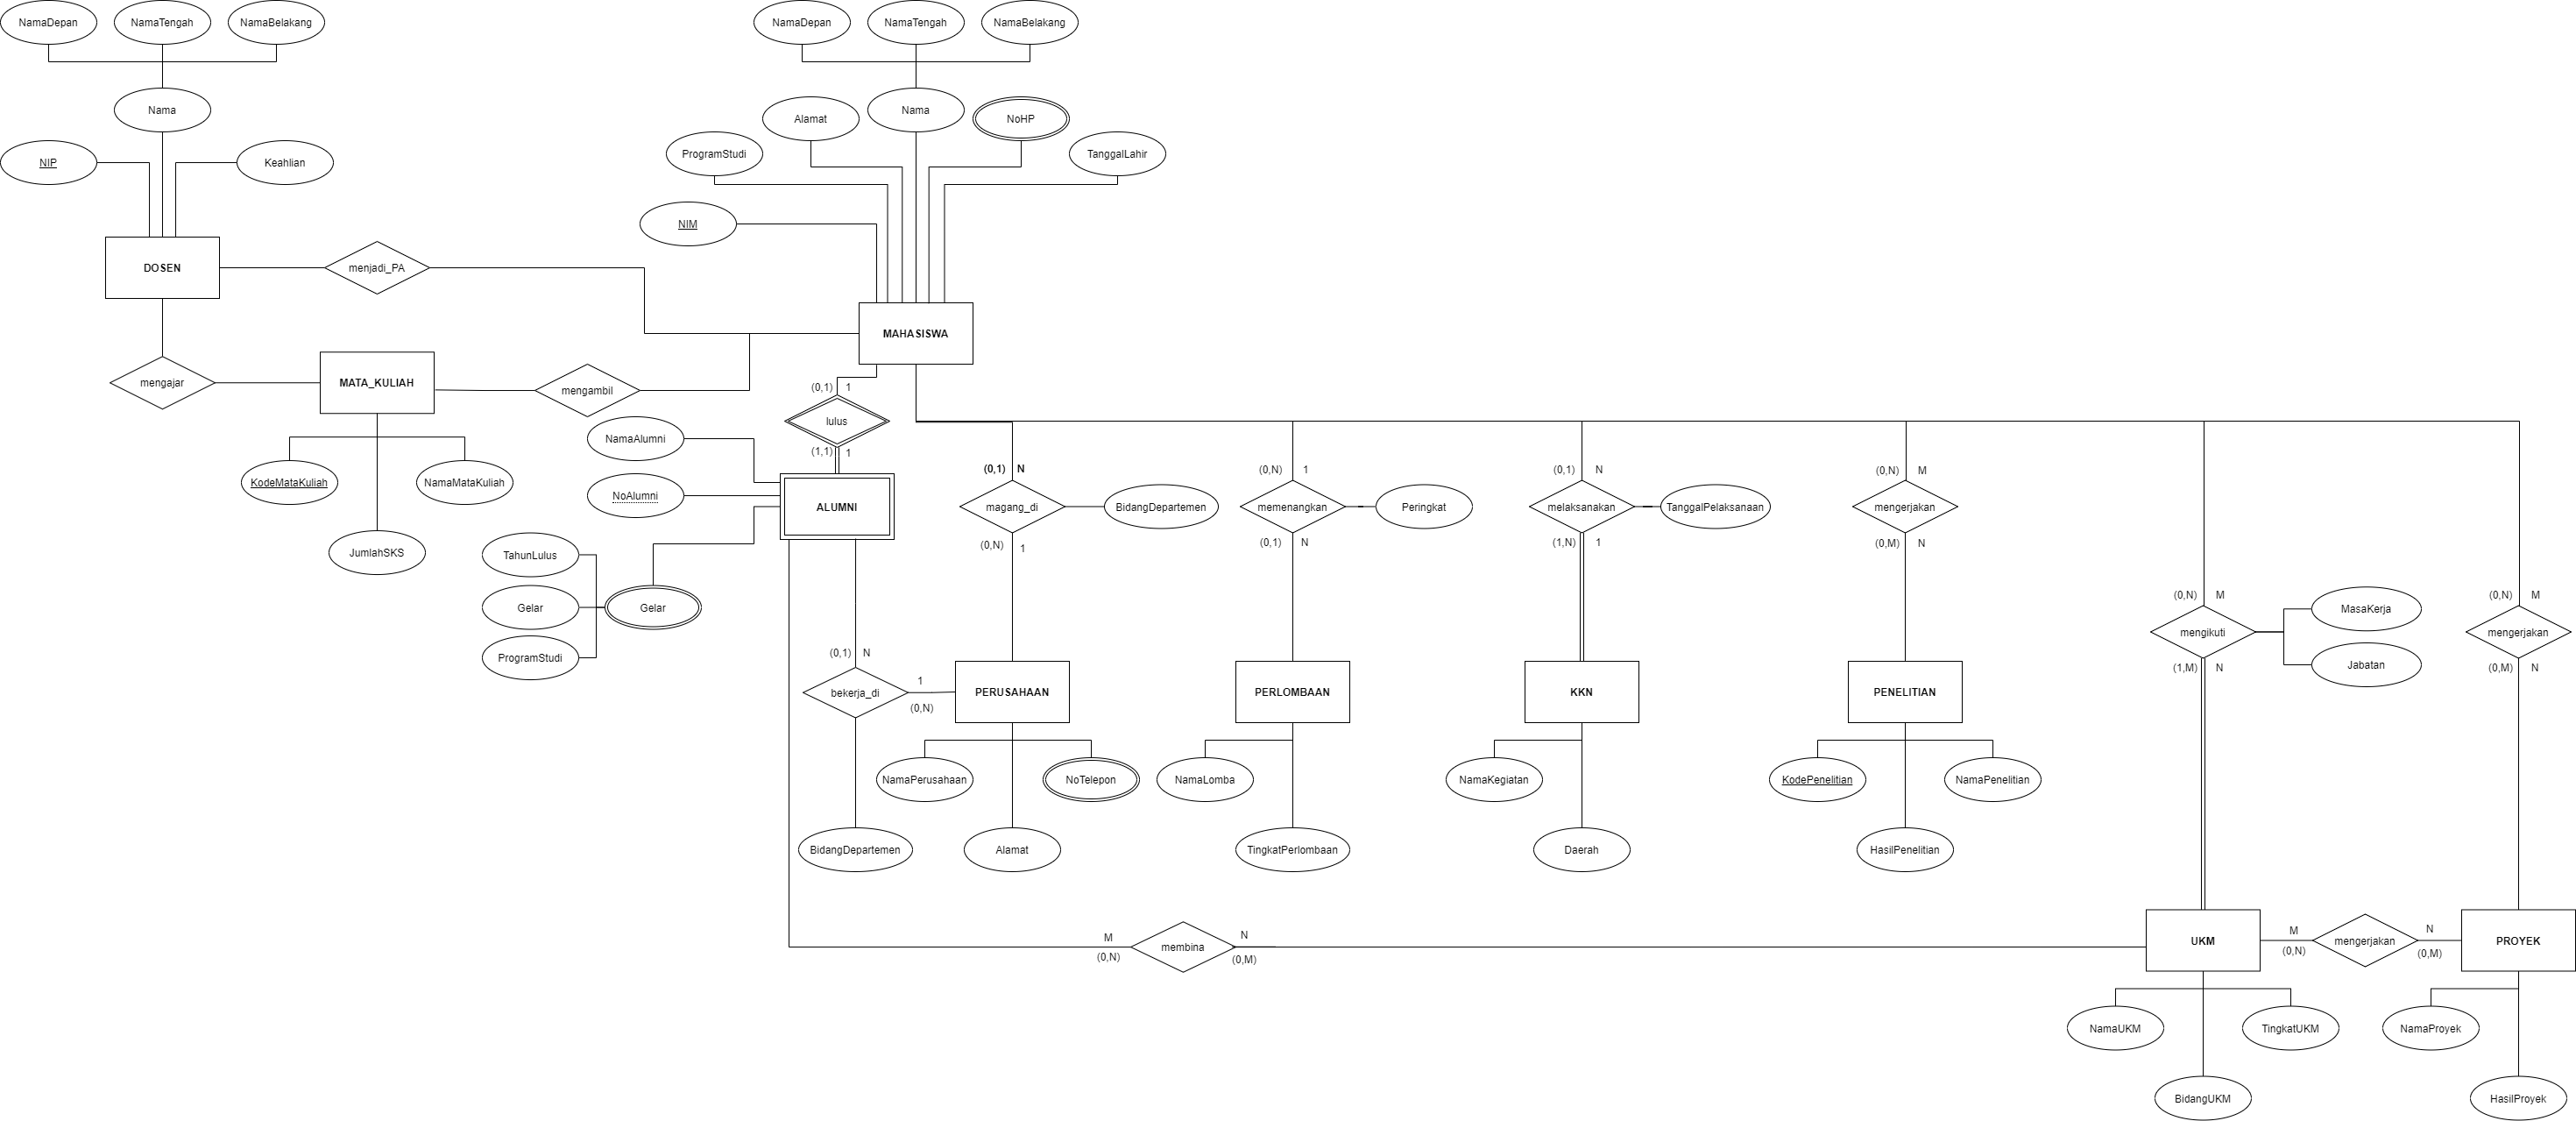 NamaDepan
NamaTengah
NamaBelakang
NamaDepan
NamaTengah
NamaBelakang
Nama
Nama
Alamat
NoHP
ProgramStudi
TanggalLahir
NIP
Keahlian
NIM
DOSEN
menjadi_PA
MAHASISWA
mengajar
MATA_KULIAH
mengambil
(0,1)
1
lulus
(1,1)
1
NamaAlumni
NoAlumni
ALUMNI
KodeMataKuliah
NamaMataKuliah
JumlahSKS
TahunLulus
Gelar
ProgramStudi
Gelar
(0,1)
N
magang_di
BidangDepartemen
(0,N)
1
(0,N)
1
memenangkan
Peringkat
(0,1)
N
(0,1)
N
melaksanakan
TanggalPelaksanaan
(1,N)
1
(0,N)
M
mengerjakan
(0,M)
N
(0,N)
M
mengikuti
(1,M)
N
MasaKerja
Jabatan
(0,N)
M
mengerjakan
(0,M)
N
(0,1)
N
bekerja_di
1
(0,N)
PERUSAHAAN
PERLOMBAAN
KKN
PENELITIAN
NamaPerusahaan
NoTelepon
NamaLomba
NamaKegiatan
KodePenelitian
NamaPenelitian
BidangDepartemen
Alamat
TingkatPerlombaan
Daerah
HasilPenelitian
M
(0,N)
membina
N
(0,M)
UKM
M
(0,N)
mengerjakan
N
(0,M)
PROYEK
NamaUKM
TingkatUKM
NamaProyek
BidangUKM
HasilProyek